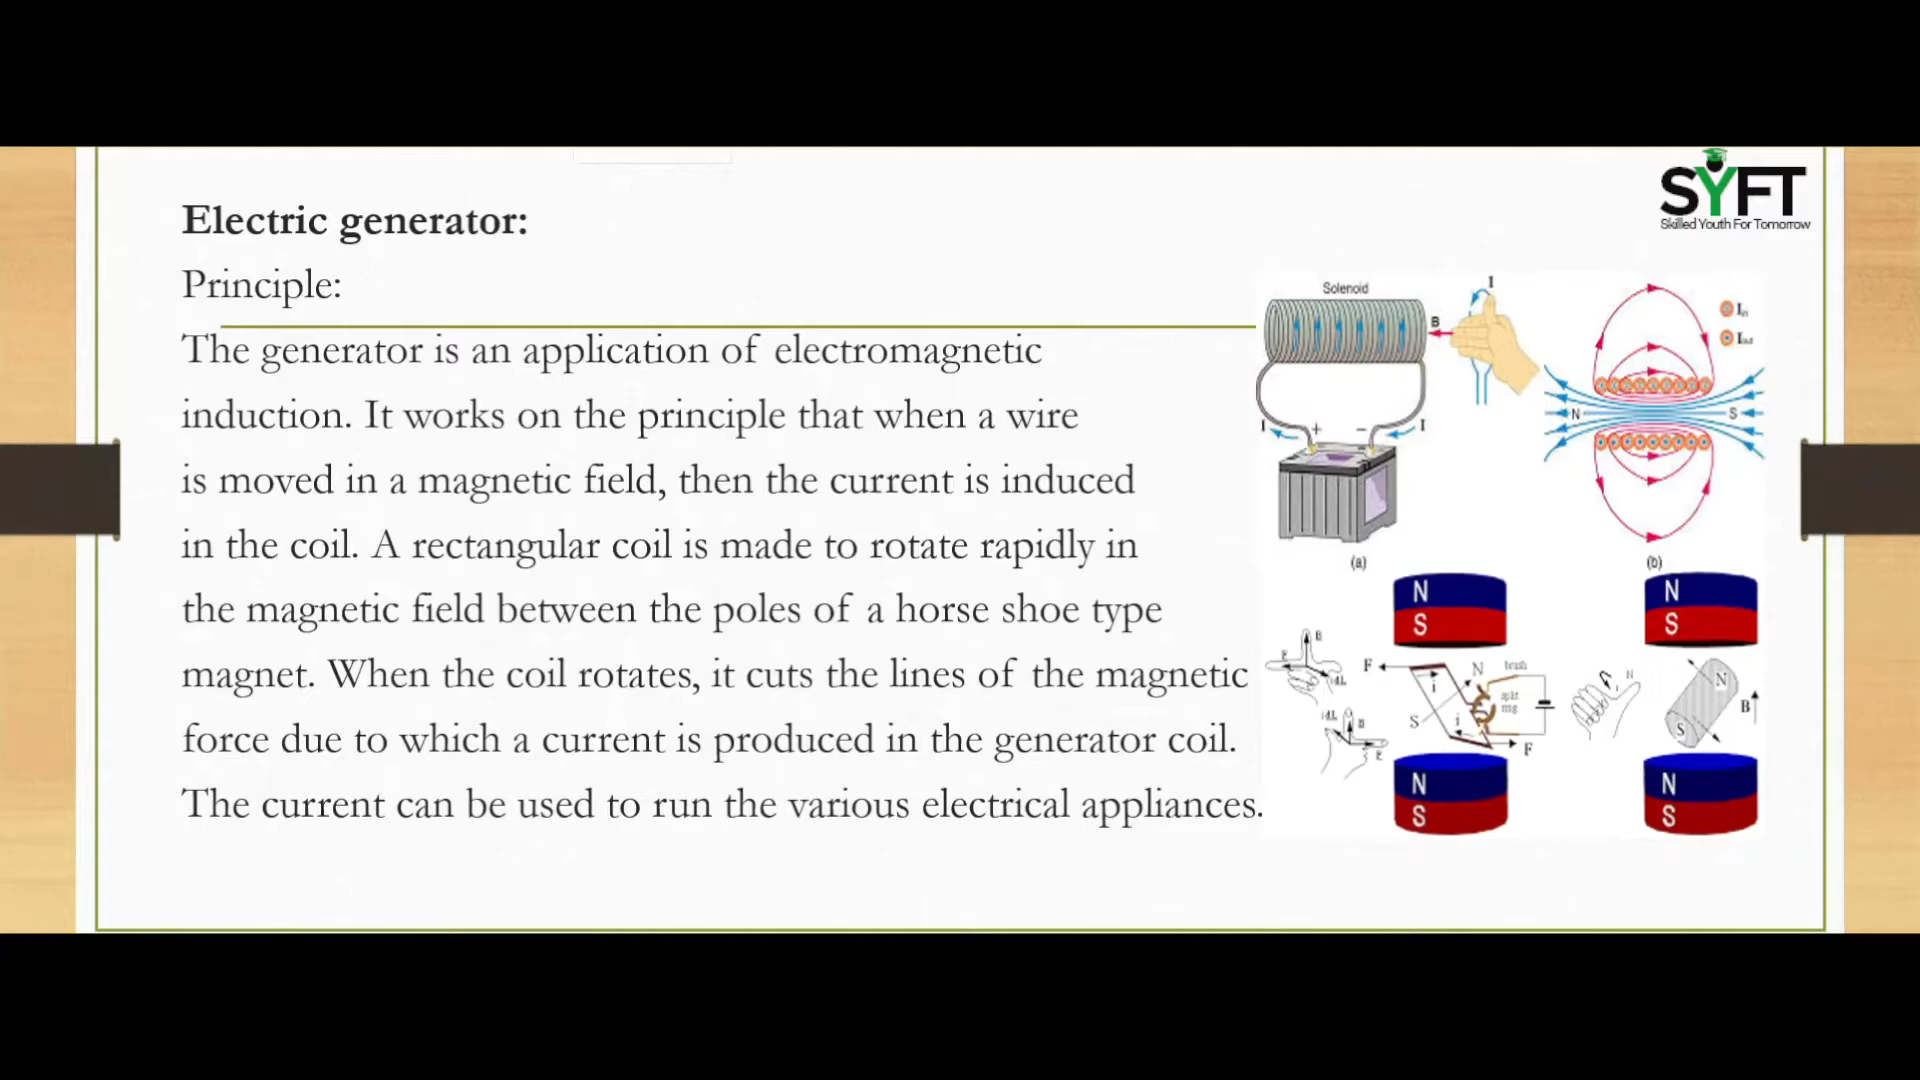 SYFT
Skilled Youth For Tomorrow
Electric generator:
Principle:
The generator is an application of electromagnetic
induction. It works on the principle that when a wire
is moved in a magnetic field, then the current is induced
in the coil. A rectangular coil is made to rotate rapidly in
the magnetic field between the poles of a horse shoe type
magnet. When the coil rotates, it cuts the lines of the magnetic
force due to which a current is produced in the generator coil.
The current can be used to run the various electrical appliances.
Solenoid
I
B
I + − I
(a)
I in
I out
N S
(b)
N
S
N
S
F
B
idL
idL
B
F
F i N brush
split
ring
S i
F
N
N
S
B
N
S
N
S